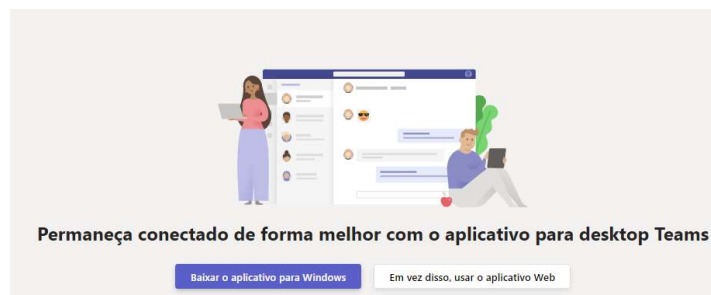 Permaneça conectado de forma melhor com o aplicativo para desktop Teams
Baixar o aplicativo para Windows
Em vez disso, usar o aplicativo Web